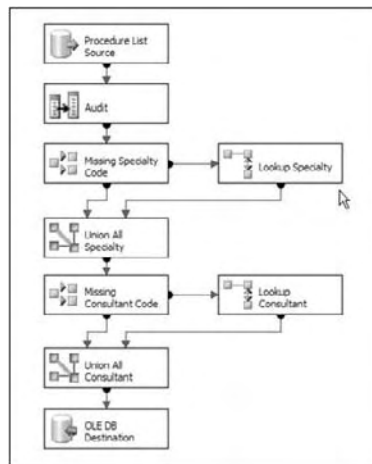 Procedure List
Source
Audit
Missing Specialty
Code
Lookup Specialty
Union All
Specialty
Missing
Consultant Code
Lookup
Consultant
Union All
Consultant
OLE DB
Destination